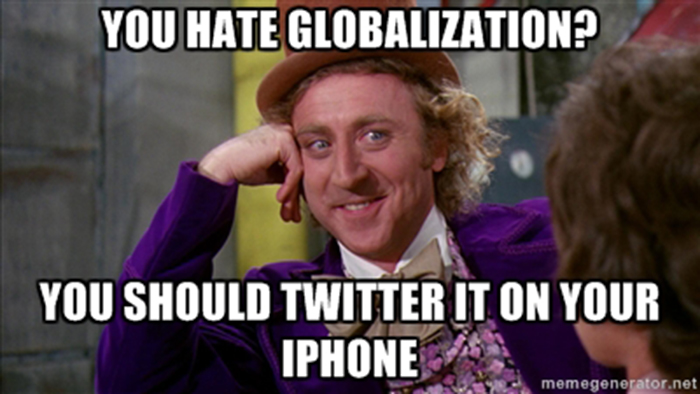 YOU HATE GLOBALIZATION?
YOU SHOULD TWITTER IT ON YOUR
IPHONE
memegenerator.net